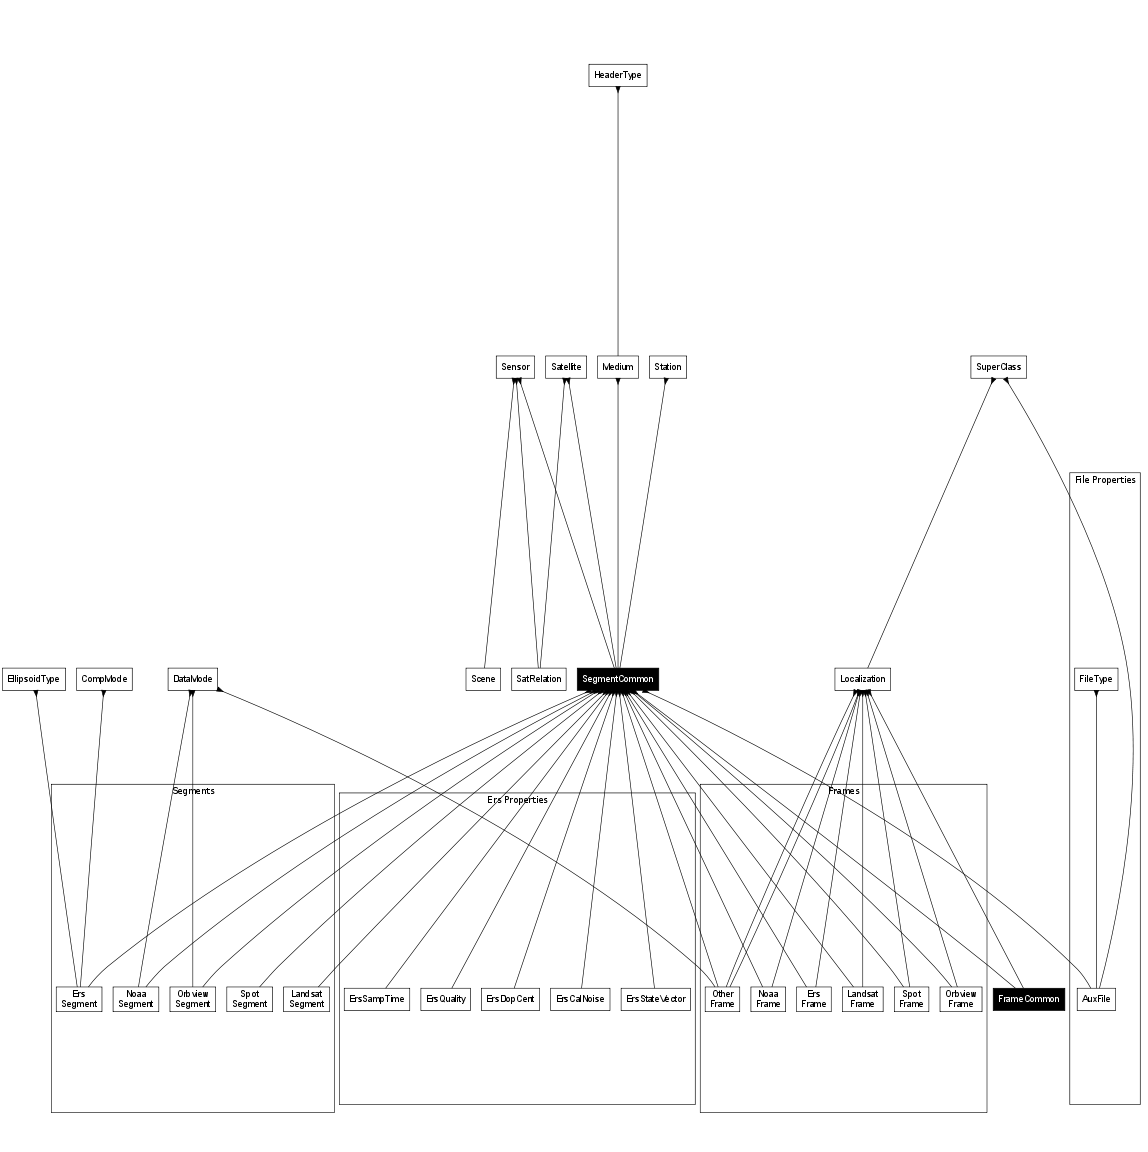 HeaderType
Sensor
Satellite
Medium
Station
SuperClass
File Properties
EllipsoidType
CompMode
DataMode
Scene
SatRelation
SegmentCommon
Localization
FileType
Segments
Ers Properties
Frames
Ers
Segment
Noaa
Segment
Orbview
Segment
Spot
Segment
Landsat
Segment
ErsSampTime
ErsQuality
ErsDopCent
ErsCalNoise
ErsStateVector
Other
Frame
Noaa
Frame
Ers
Frame
Landsat
Frame
Spot
Frame
Orbview
Frame
FrameCommon
AuxFile